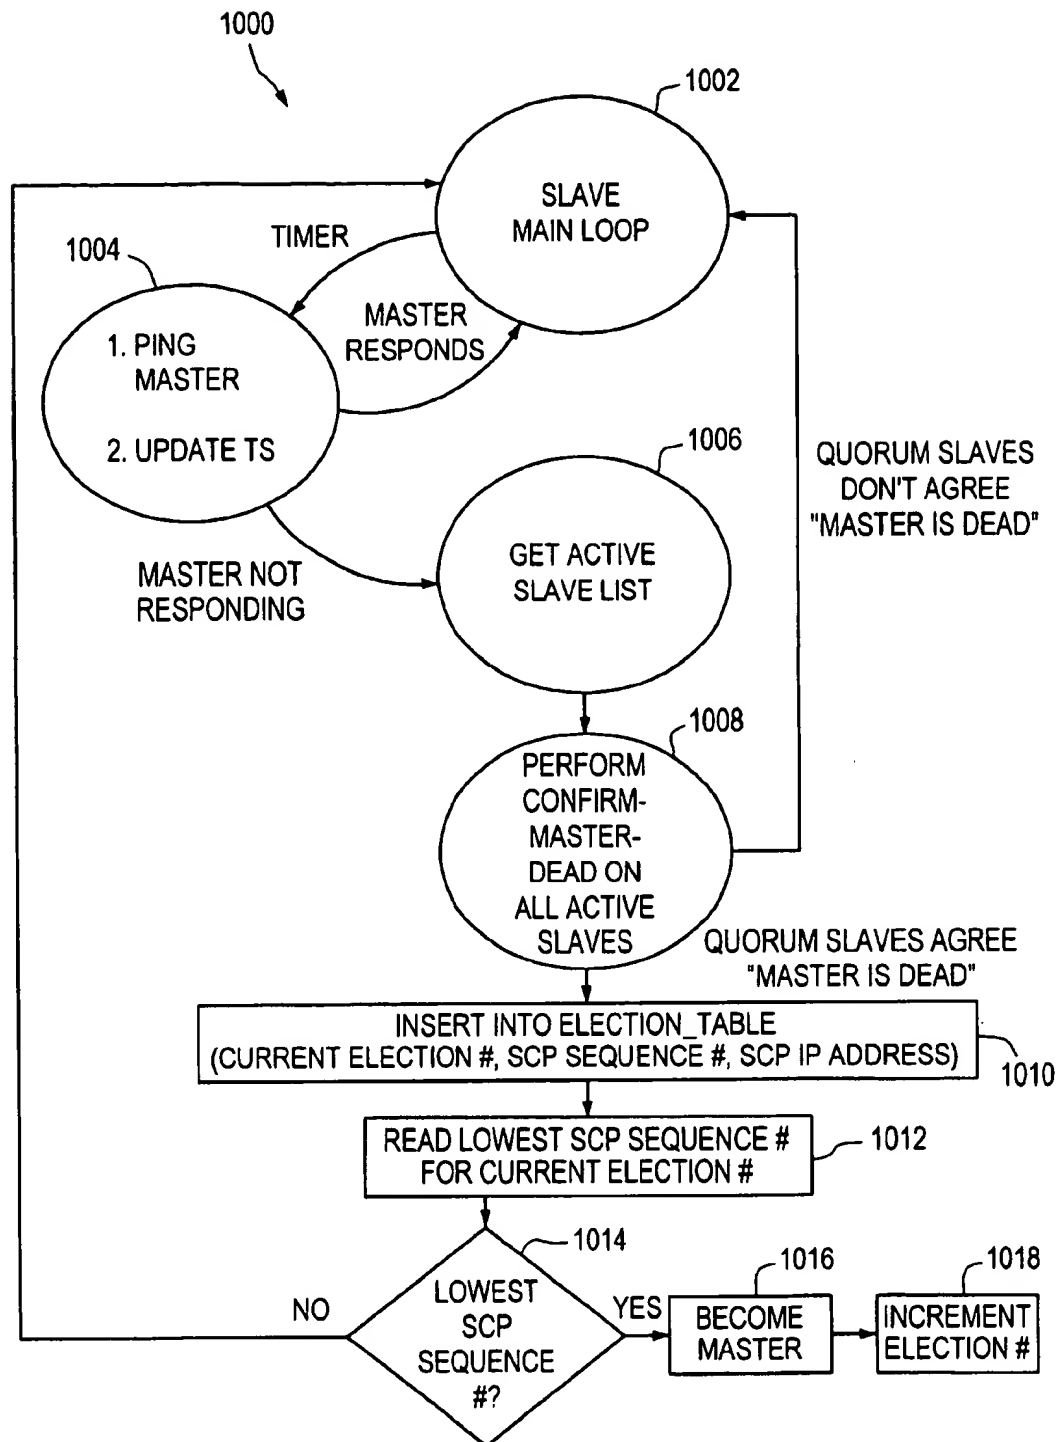 1000
1002
SLAVE
MAIN LOOP
TIMER
1004
MASTER
RESPONDS
1. PING
MASTER
2. UPDATE TS
1006
QUORUM SLAVES
DON'T AGREE
"MASTER IS DEAD"
GET ACTIVE
SLAVE LIST
MASTER NOT
RESPONDING
1008
PERFORM
CONFIRM-
MASTER-
DEAD ON
ALL ACTIVE
SLAVES
QUORUM SLAVES AGREE
"MASTER IS DEAD"
INSERT INTO ELECTION_TABLE
(CURRENT ELECTION #, SCP SEQUENCE #, SCP IP ADDRESS)
1010
READ LOWEST SCP SEQUENCE #
FOR CURRENT ELECTION #
1012
1014
LOWEST
SCP
SEQUENCE
#?
NO
YES
1016
BECOME
MASTER
1018
INCREMENT
ELECTION #